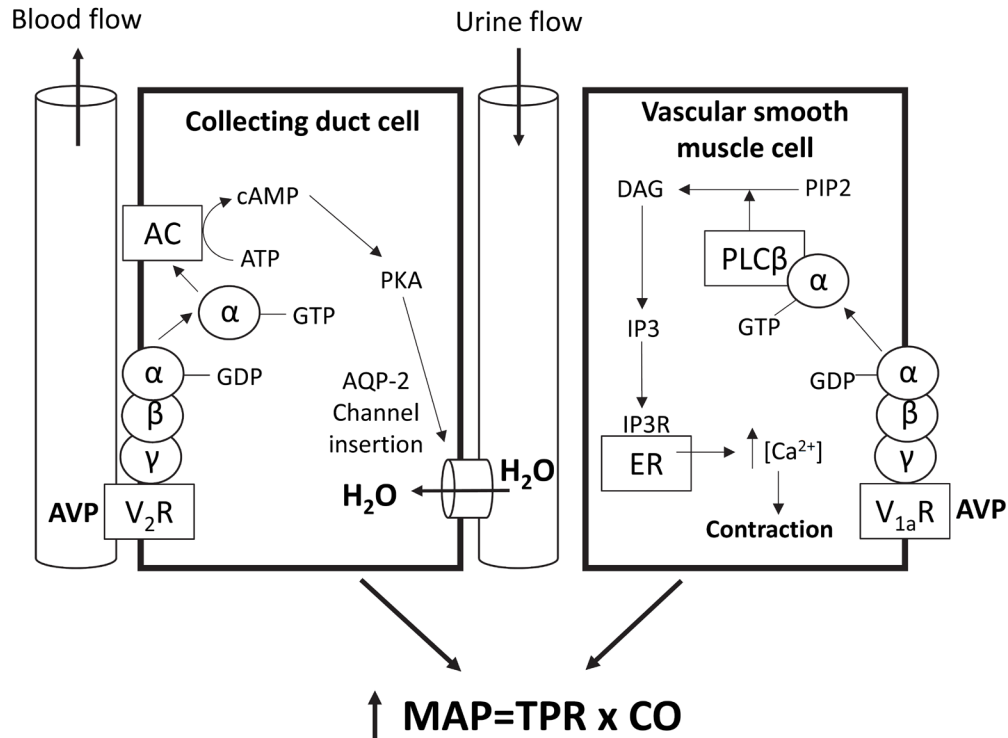 Blood flow
Urine flow
Collecting duct cell
cAMP
AC
ATP
PKA
α
GTP
α
GDP
β
γ
AQP-2
Channel
insertion
H₂O
H₂O
AVP
V₂R
Vascular smooth
muscle cell
DAG
PIP2
PLCβ
α
GTP
IP3
GDP
α
β
γ
IP3R
ER
[Ca²⁺]
Contraction
V₁ₐR
AVP
MAP=TPR x CO